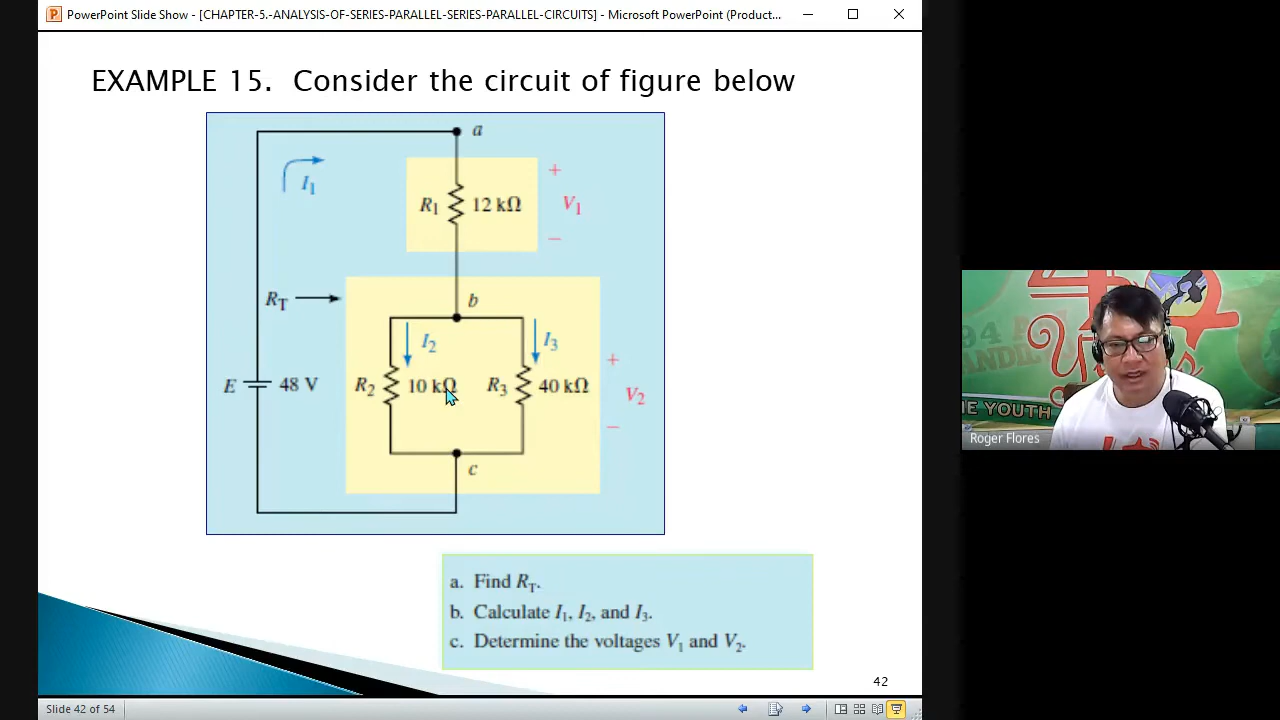 PowerPoint Slide Show - [CHAPTER-5.-ANALYSIS-OF-SERIES-PARALLEL-SERIES.PARALLEL-CIRCUITS] - Microsoft PowerPoint (Produc...
EXAMPLE 15. Consider the circuit of figure below
a
I1
+
R1 12 kΩ V1
−
RT
b
I2 I3
+
E 48 V R2 10 kΩ R3 40 kΩ V2
−
c
a. Find RT.
b. Calculate I1, I2, and I3.
c. Determine the voltages V1 and V2.
42
Slide 42 of 54
94
E YOUTH
Roger Flores